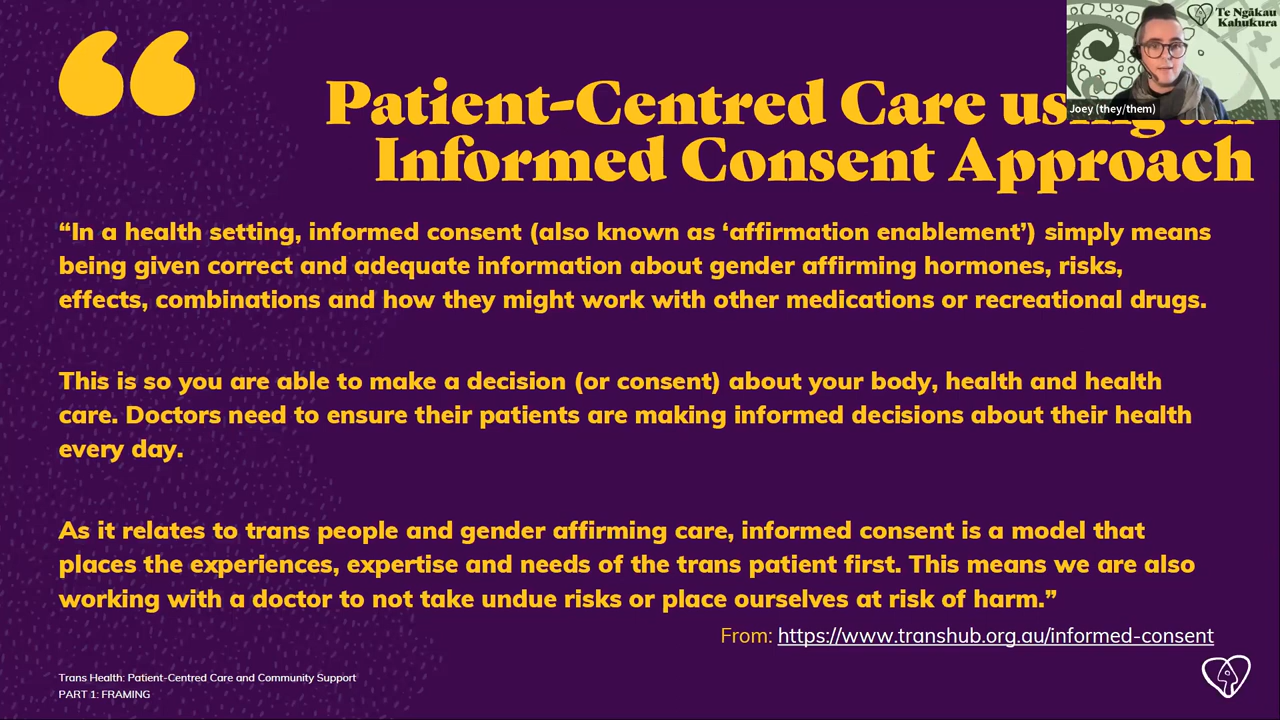 Te Ngākau
Kahukura
Joey (they/them)
Patient-Centred Care using an
Informed Consent Approach
“In a health setting, informed consent (also known as ‘affirmation enablement’) simply means
being given correct and adequate information about gender affirming hormones, risks,
effects, combinations and how they might work with other medications or recreational drugs.
This is so you are able to make a decision (or consent) about your body, health and health
care. Doctors need to ensure their patients are making informed decisions about their health
every day.
As it relates to trans people and gender affirming care, informed consent is a model that
places the experiences, expertise and needs of the trans patient first. This means we are also
working with a doctor to not take undue risks or place ourselves at risk of harm.”
From: https://www.transhub.org.au/informed-consent
Trans Health: Patient-Centred Care and Community Support
PART 1: FRAMING